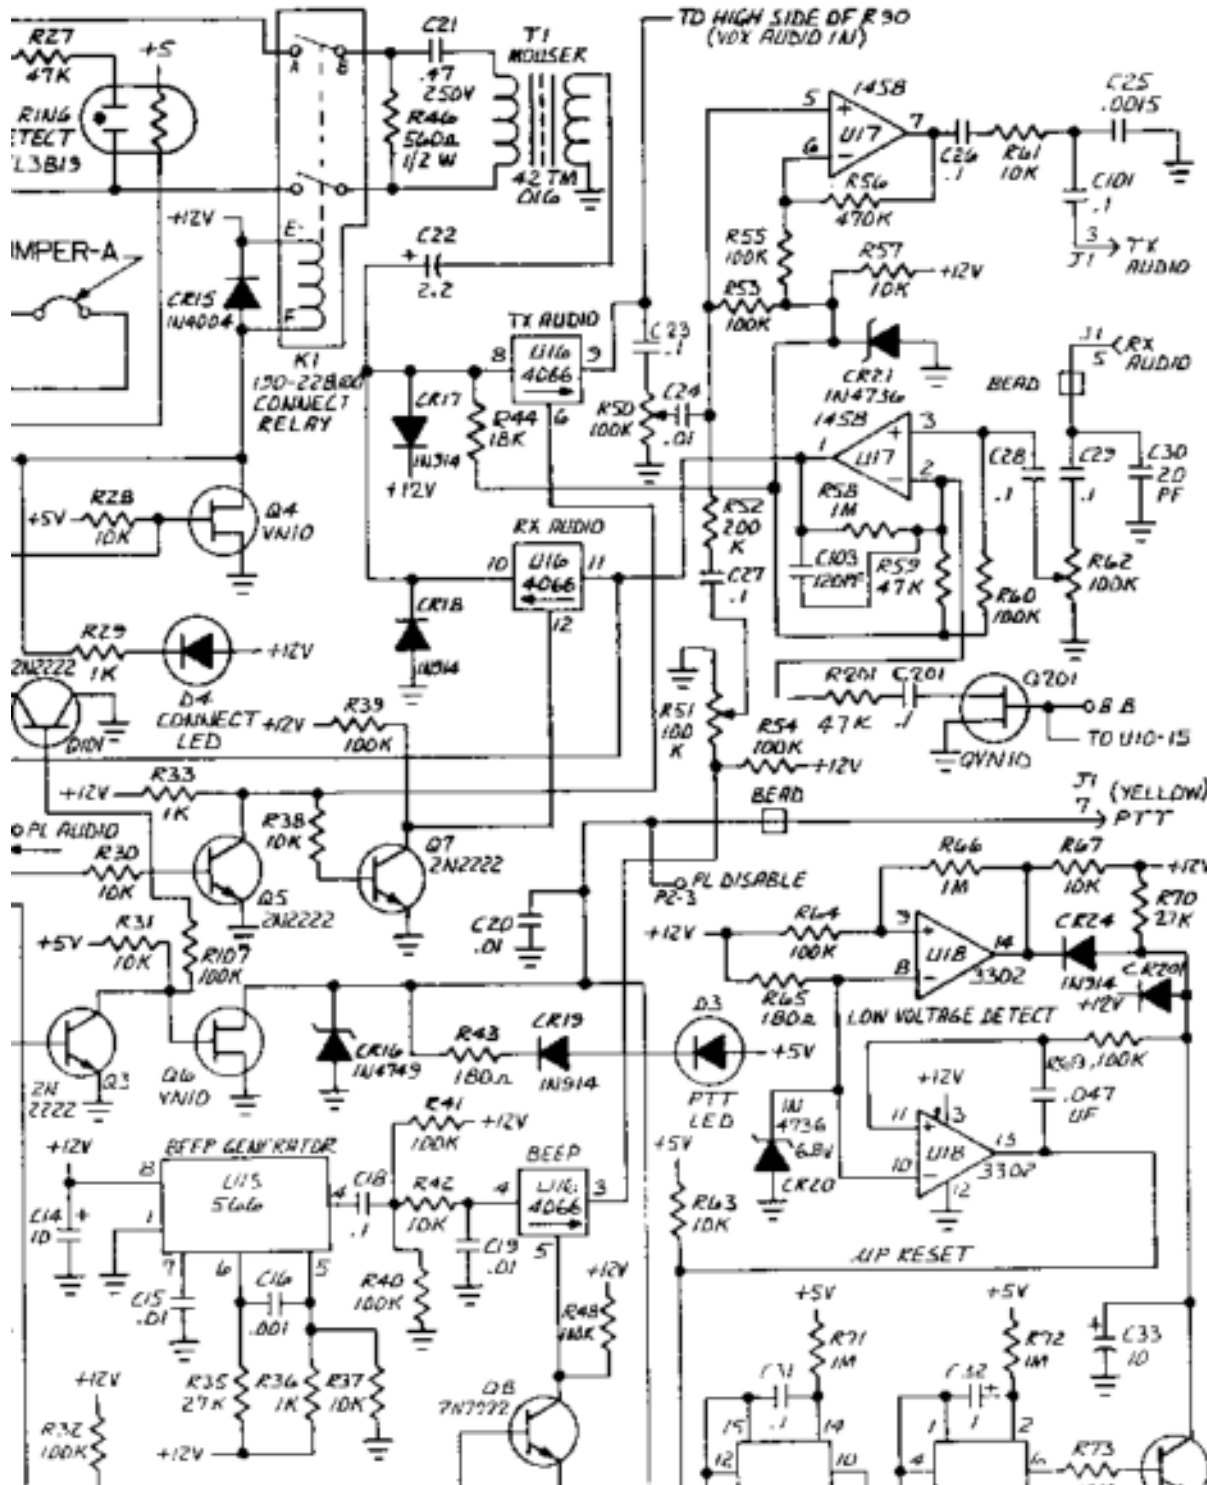 TO HIGH SIDE OF R90
(VOX AUDIO IN)
R27
47K
+5
RING
ETECT
L3B19
A
B
C21
.47
250V
R46
560Ω
1/2 W
T1
MOUSER
42 TM
016
5
+
6
-
1458
U17
7
C26
.1
R61
10K
C25
.0015
C101
.1
3
J1
TX
AUDIO
R56
470K
R55
100K
R57
10K
+12V
R53
100K
+12V
E
F
IMPER-A
CR15
1N4004
K1
CONNECT
RELAY
+
C22
2.2
TX AUDIO
8
U16
4066
9
6
C23
.1
R50
100K
C24
.01
CR21
1N4736
J1
5
RX
AUDIO
BEAD
CR17
1N914
+12V
R44
18K
1458
1
U17
+
3
-
2
R58
1M
C103
120PF
R59
47K
R60
100K
C28
.1
C29
.1
C30
20
PF
R62
100K
+5V
R28
10K
Q4
VN10
RX AUDIO
10
U16
4066
11
12
CR18
1N914
R52
200
K
C27
.1
R29
1K
D4
CONNECT
LED
+12V
2N2222
Q101
+12V
R39
100K
R51
100
K
R54
100K
+12V
R201
47K
C201
.1
Q201
QVN10
BB
TO U10-15
+12V
R33
1K
R38
10K
Q7
2N2222
BEAD
J1
7
(YELLOW)
PTT
PL AUDIO
R30
10K
Q5
2N2222
C20
.01
PL DISABLE
P2-3
R31
10K
+5V
R107
100K
R66
1M
R67
10K
+12V
R70
27K
+12V
R64
100K
R65
180Ω
9
+
8
-
U18
14
3302
CR24
1N914
CR201
+12V
LOW VOLTAGE DETECT
Q3
2N
2222
Q6
VN10
CR16
1N4749
R43
180Ω
CR19
1N914
D3
PTT
LED
+5V
100K
.047
UF
+12V
3
11
+
10
-
U18
13
3302
12
1N
4736
6.8V
CR20
R41
100K
+12V
+12V
BEEP GENERATOR
8
1
U15
566
4
7
6
5
C14
+
10
C18
.1
R42
10K
C19
.01
BEEP
4
U16
4066
3
5
+5V
R63
10K
UP RESET
C15
.01
C16
.001
R40
100K
+12V
R48
R35
27K
R36
1K
R37
10K
+12V
+12V
R32
100K
Q8
+5V
R71
1M
C31
.1
15
14
12
10
+5V
R72
1M
C32
+
1
1
2
4
6
R73
+
C33
10